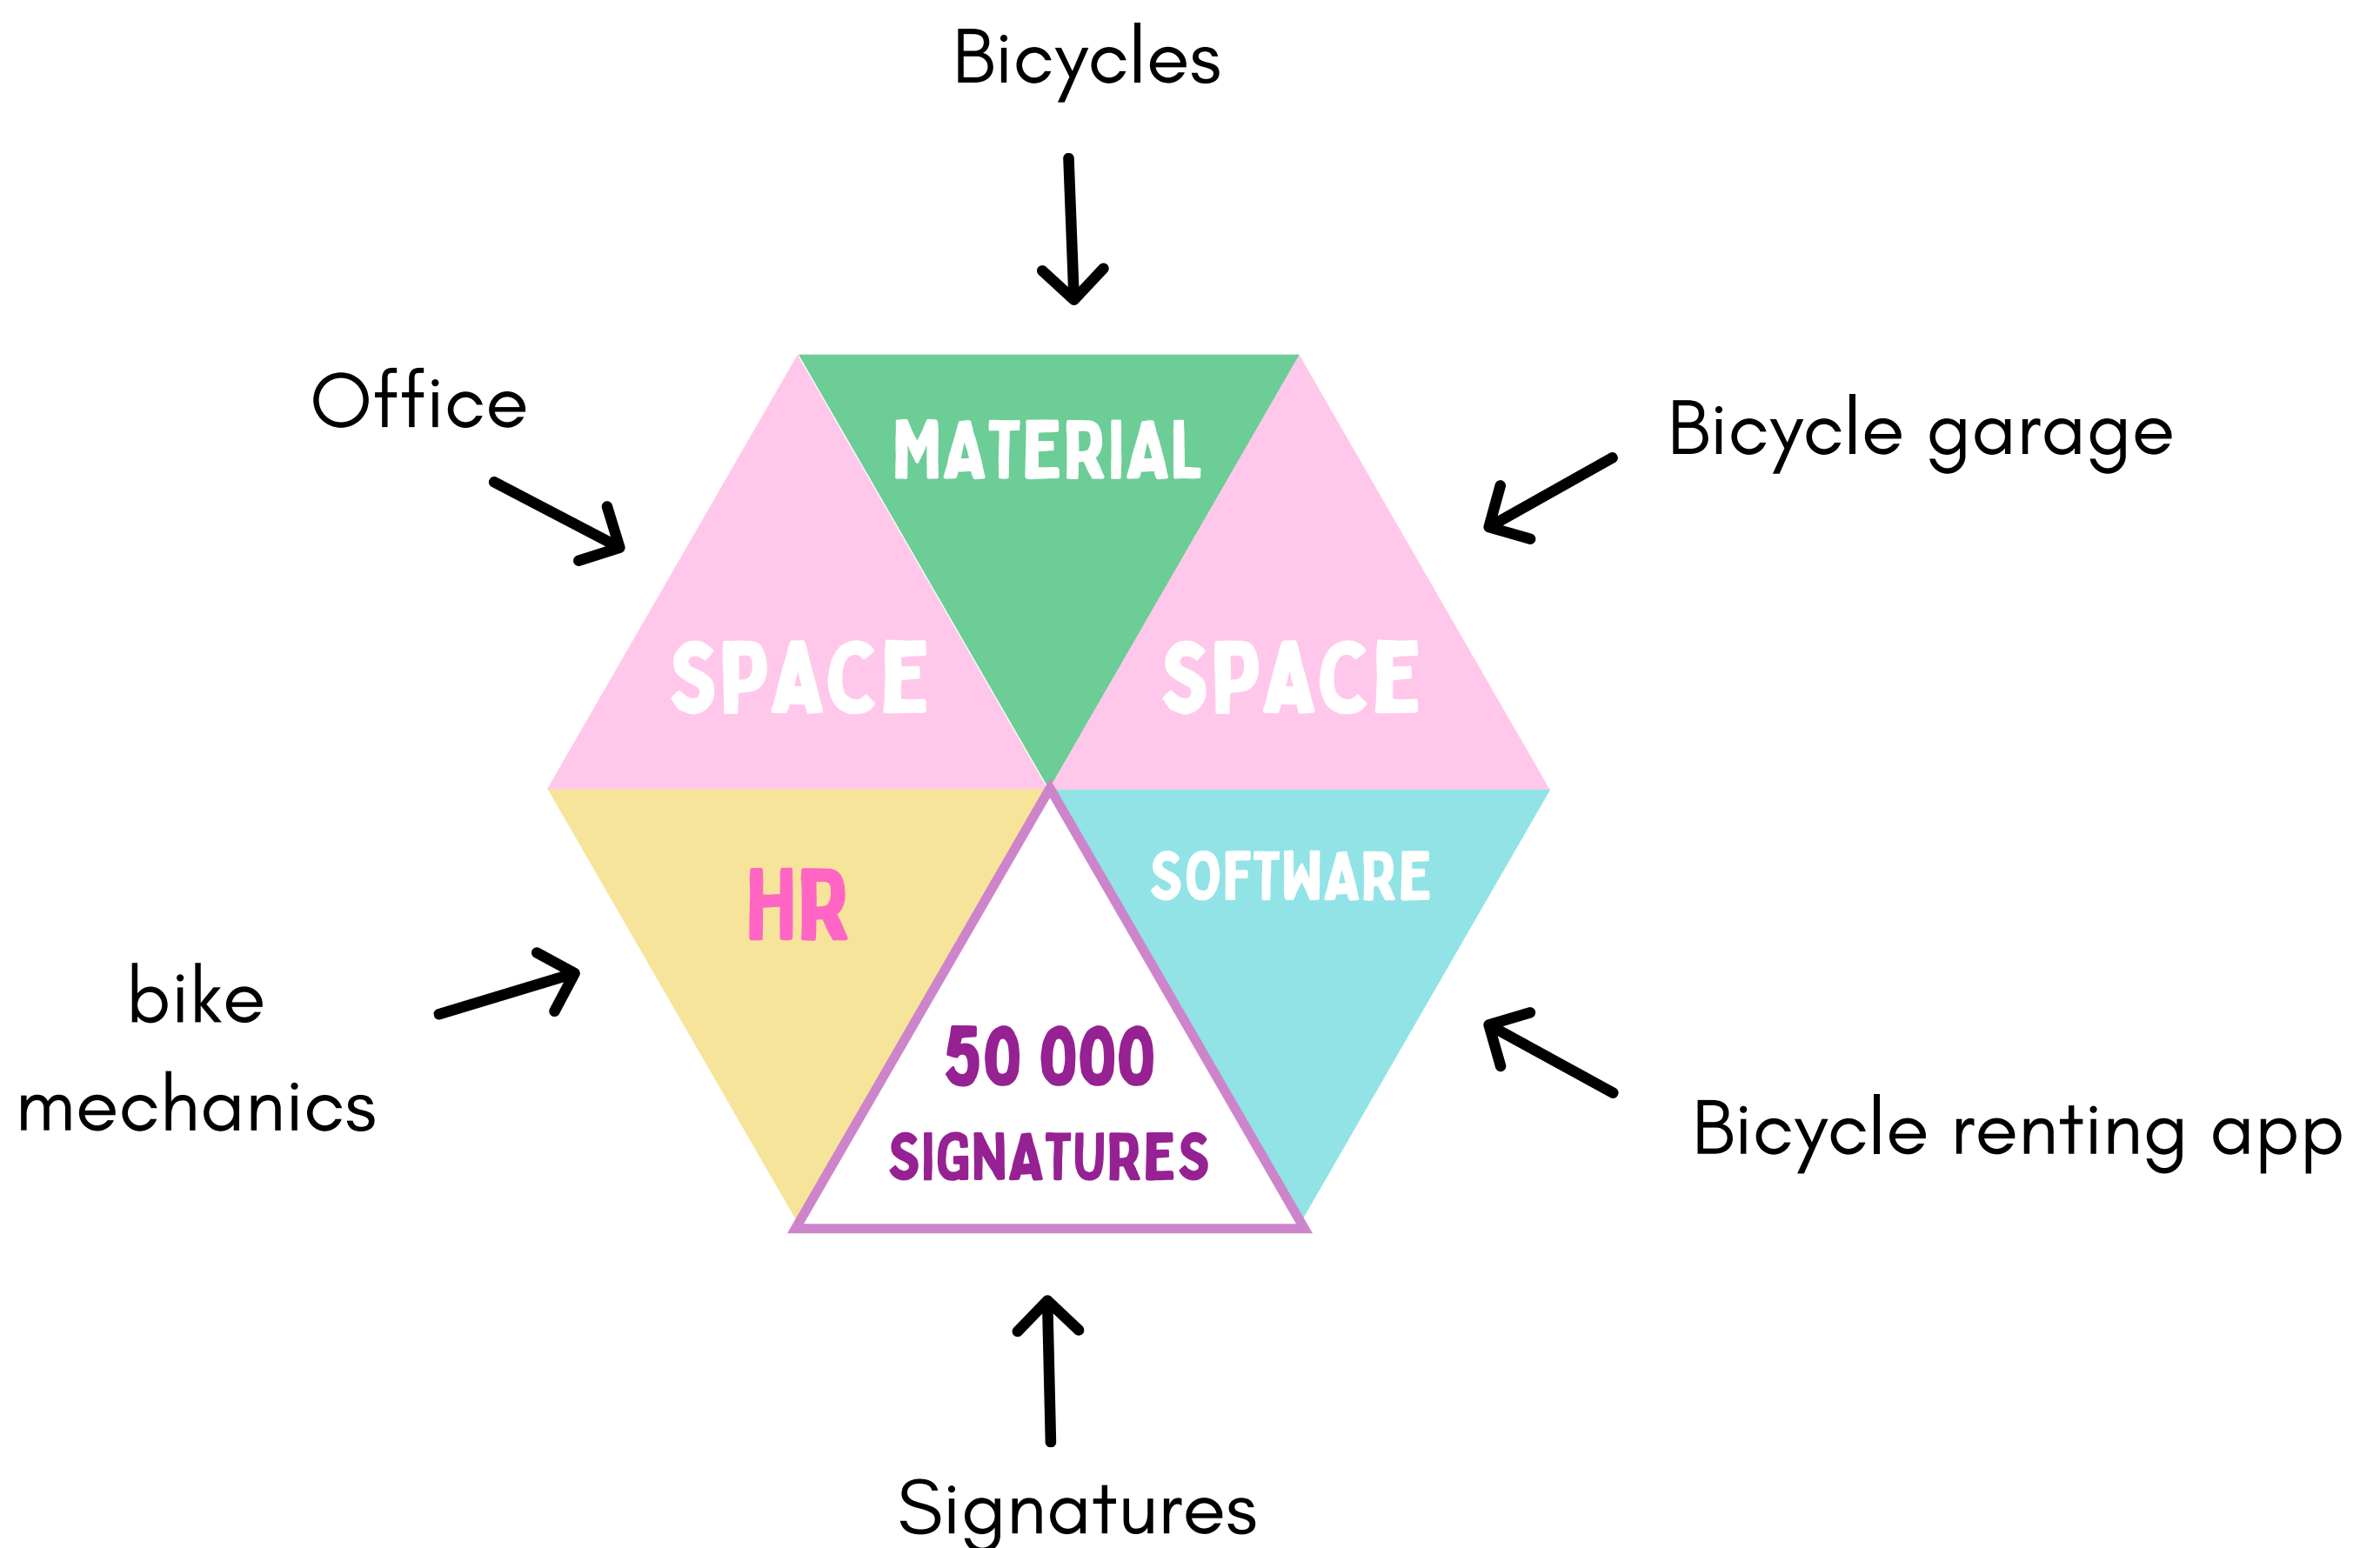 Bicycles
Office
Bicycle garage
MATERIAL
SPACE
SPACE
HR
SOFTWARE
bike
mechanics
50 000
SIGNATURES
Bicycle renting app
Signatures